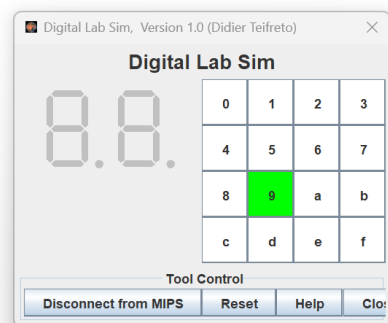 Digital Lab Sim, Version 1.0 (Didier Teifreto)
Digital Lab Sim
0 1 2 3
4 5 6 7
8 9 a b
c d e f
Tool Control
Disconnect from MIPS Reset Help Clo